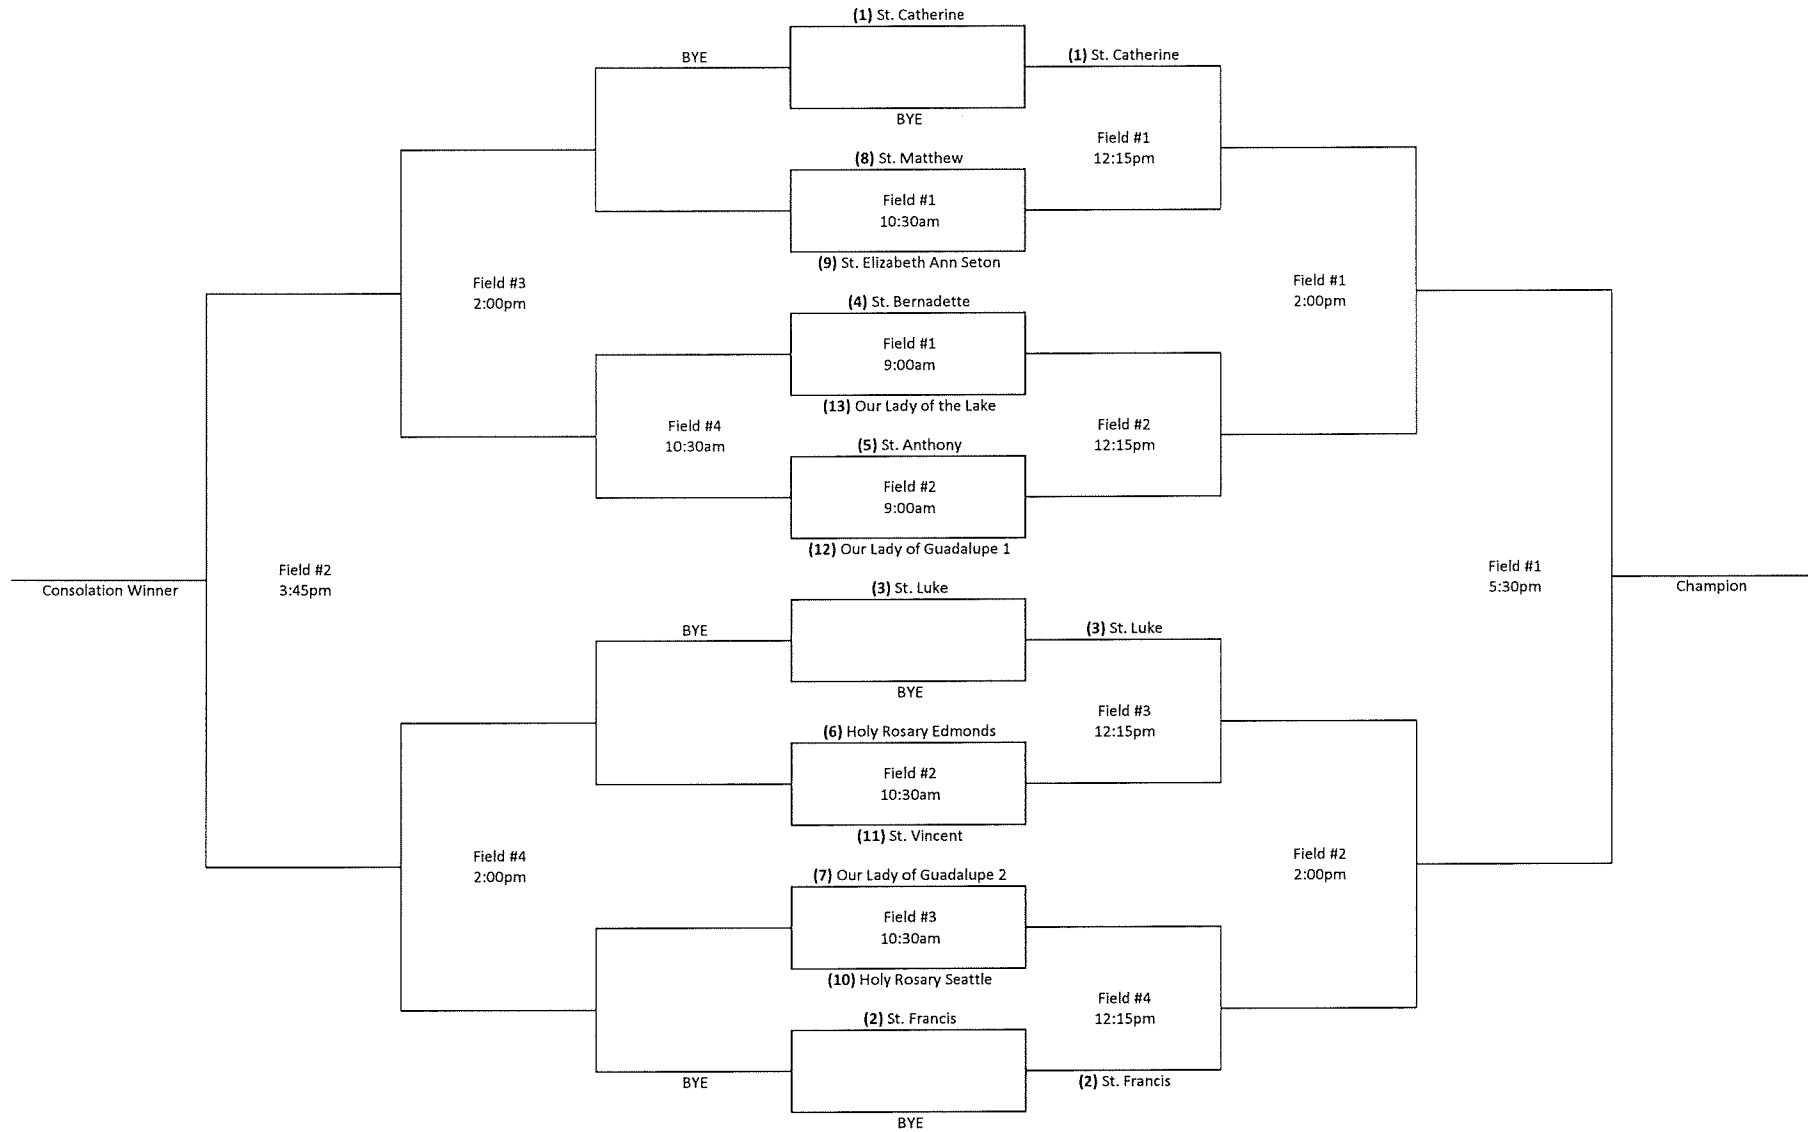 (1) St. Catherine
BYE
(1) St. Catherine
BYE
Field #1
12:15pm
(8) St. Matthew
Field #1
10:30am
(9) St. Elizabeth Ann Seton
Field #3
2:00pm
Field #1
2:00pm
(4) St. Bernadette
Field #1
9:00am
(13) Our Lady of the Lake
Field #4
10:30am
Field #2
12:15pm
(5) St. Anthony
Field #2
9:00am
(12) Our Lady of Guadalupe 1
Field #2
3:45pm
Consolation Winner
Field #1
5:30pm
Champion
(3) St. Luke
BYE
(3) St. Luke
BYE
Field #3
12:15pm
(6) Holy Rosary Edmonds
Field #2
10:30am
(11) St. Vincent
Field #4
2:00pm
Field #2
2:00pm
(7) Our Lady of Guadalupe 2
Field #3
10:30am
(10) Holy Rosary Seattle
Field #4
12:15pm
(2) St. Francis
BYE
(2) St. Francis
BYE